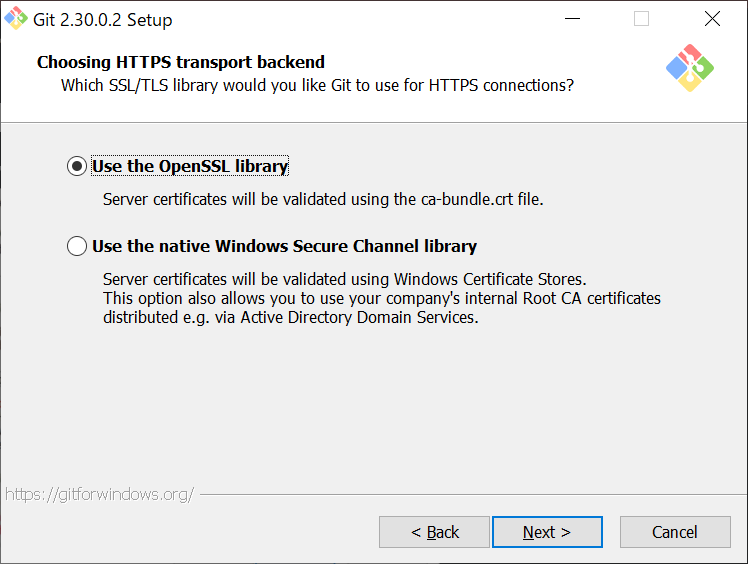 Git 2.30.0.2 Setup
Choosing HTTPS transport backend
Which SSL/TLS library would you like Git to use for HTTPS connections?
Use the OpenSSL library
Server certificates will be validated using the ca-bundle.crt file.
Use the native Windows Secure Channel library
Server certificates will be validated using Windows Certificate Stores.
This option also allows you to use your company's internal Root CA certificates
distributed e.g. via Active Directory Domain Services.
https://gitforwindows.org/
< Back Next > Cancel